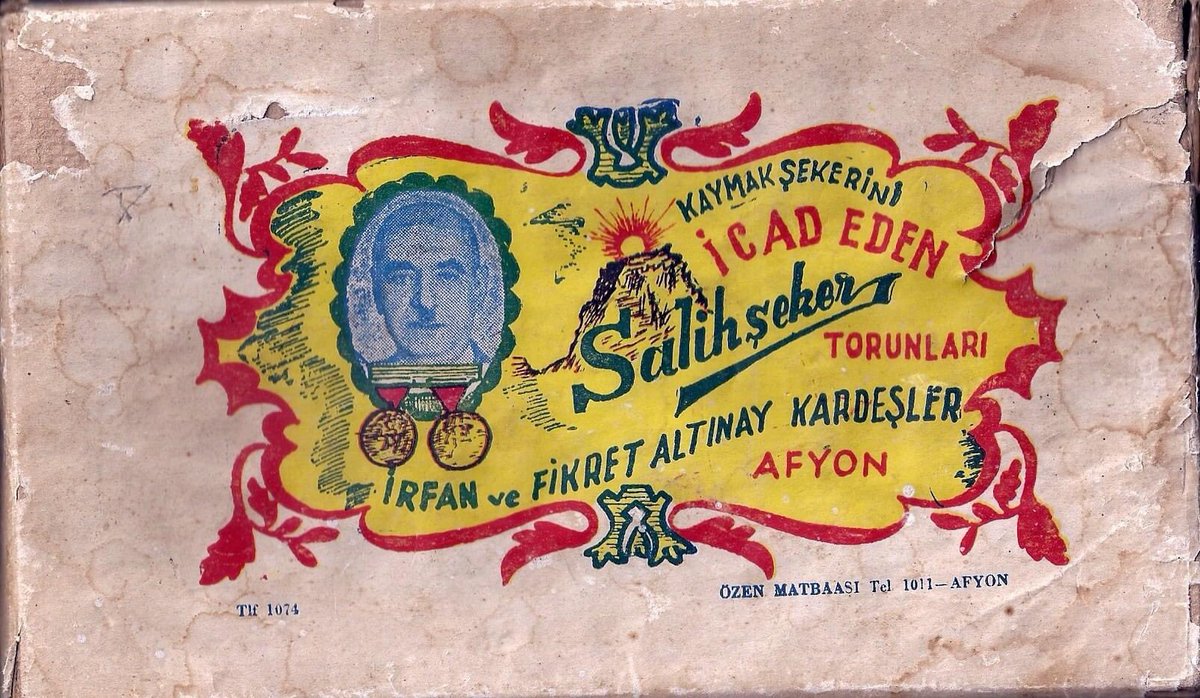 KAYMAK ŞEKERİNİ
İCAD EDEN
Salihşeker
TORUNLARI
İRFAN ve FİKRET ALTINAY KARDEŞLER
AFYON
Tlf 1074
ÖZEN MATBAASI Tel 1011-AFYON